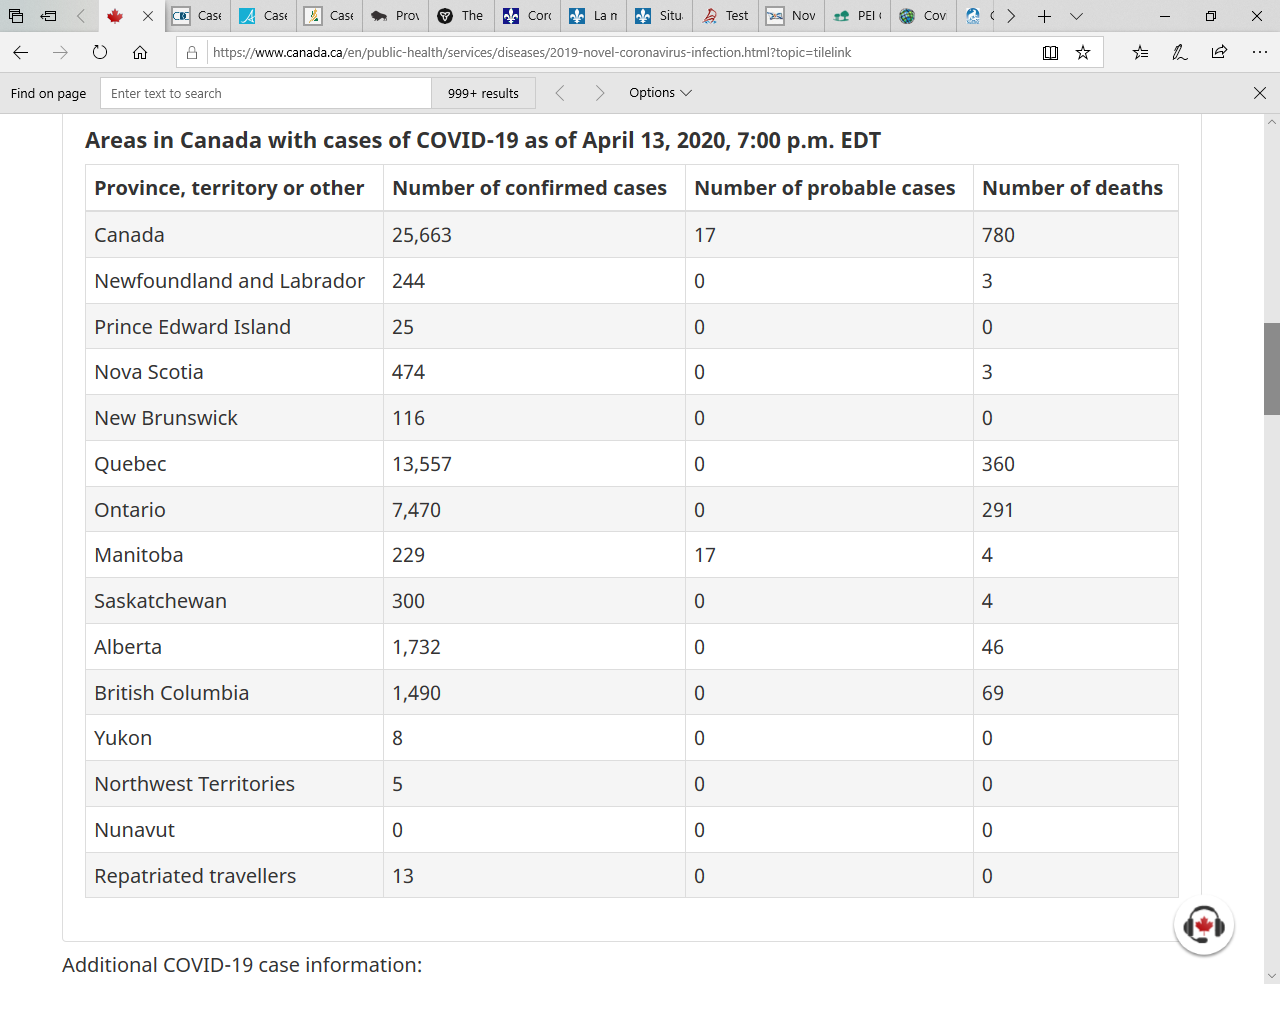 Case
Case
Case
Prov
The
Corc
La m
Situ
Test
Nov
PEI
Cov
https://www.canada.ca/en/public-health/services/diseases/2019-novel-coronavirus-infection.html?topic=tilelink
Find on page Enter text to search 999+ results Options
Areas in Canada with cases of COVID-19 as of April 13, 2020, 7:00 p.m. EDT
Province, territory or other Number of confirmed cases Number of probable cases Number of deaths
Canada 25,663 17 780
Newfoundland and Labrador 244 0 3
Prince Edward Island 25 0 0
Nova Scotia 474 0 3
New Brunswick 116 0 0
Quebec 13,557 0 360
Ontario 7,470 0 291
Manitoba 229 17 4
Saskatchewan 300 0 4
Alberta 1,732 0 46
British Columbia 1,490 0 69
Yukon 8 0 0
Northwest Territories 5 0 0
Nunavut 0 0 0
Repatriated travellers 13 0 0
Additional COVID-19 case information: